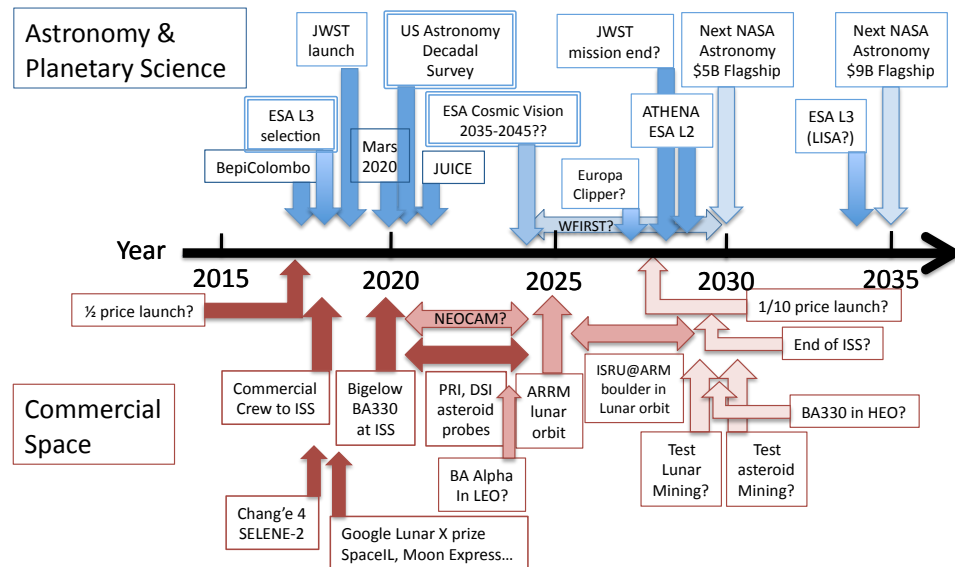 Astronomy &
Planetary Science
JWST
launch
US Astronomy
Decadal
Survey
JWST
mission end?
Next NASA
Astronomy
$5B Flagship
Next NASA
Astronomy
$9B Flagship
ESA L3
selection
ESA Cosmic Vision
2035-2045??
ATHENA
ESA L2
ESA L3
(LISA?)
BepiColombo
Mars
2020
JUICE
Europa
Clipper?
WFIRST?
Year
2015
2020
2025
2030
2035
½ price launch?
NEOCAM?
1/10 price launch?
End of ISS?
Commercial
Crew to ISS
Bigelow
BA330
at ISS
PRI, DSI
asteroid
probes
ARRM
lunar
orbit
ISRU@ARM
boulder in
Lunar orbit
BA330 in HEO?
Commercial
Space
BA Alpha
In LEO?
Test
Lunar
Mining?
Test
asteroid
Mining?
Chang'e 4
SELENE-2
Google Lunar X prize
SpaceIL, Moon Express…